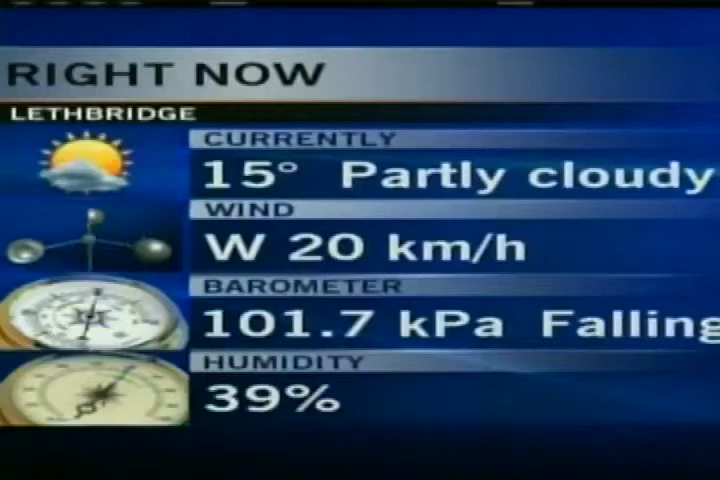 RIGHT NOW
LETHBRIDGE
CURRENTLY
15° Partly cloudy
WIND
W 20 km/h
BAROMETER
101.7 kPa Falling
HUMIDITY
39%